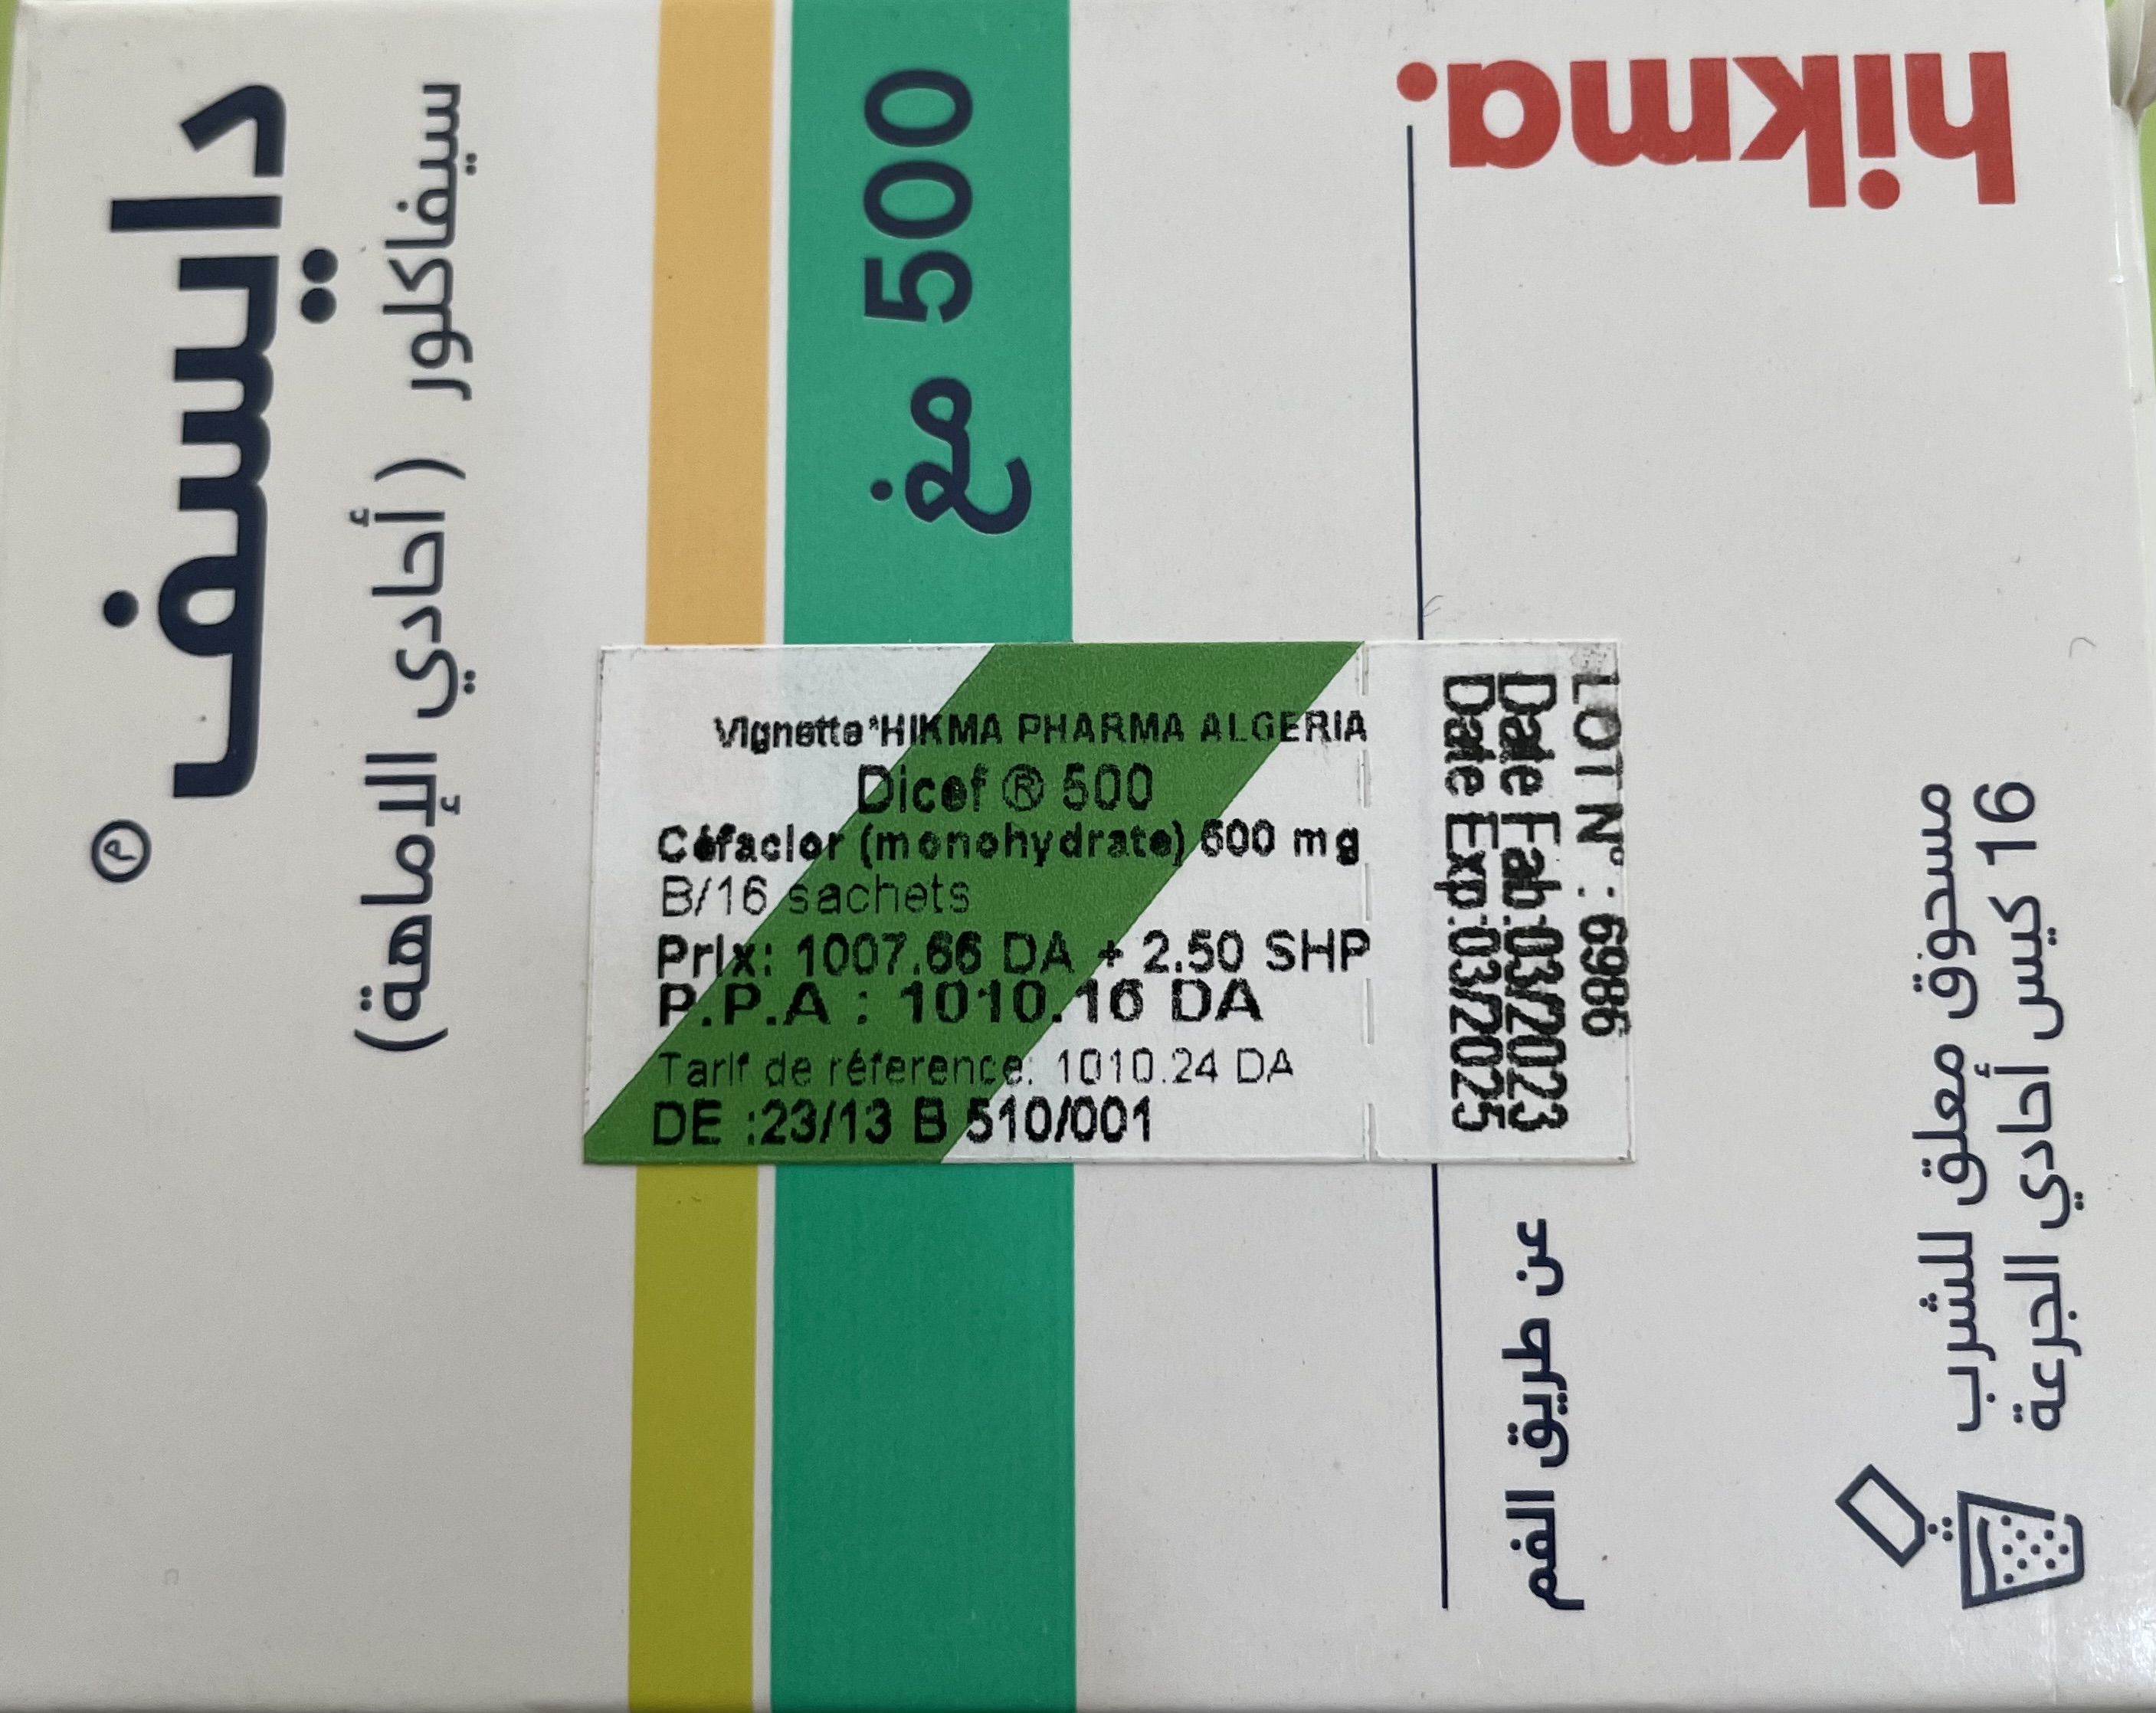 hikma.
دايسف
سيفاكلور (أحادي الإماهة)
500 مغ
Vignette HIKMA PHARMA ALGERIA
Dicef ® 500
Céfaclor (monohydrate) 500 mg
B/16 sachets
Prix: 1007.66 DA + 2.50 SHP
P.P.A : 1010.16 DA
Tarif de réference: 1010.24 DA
DE :23/13 B 510/001
LOT N° : 6986
Date Fab:03/2023
Date Exp:03/2025
عن طريق الفم
مسحوق معلق للشرب
16 كيس أحادي الجرعة